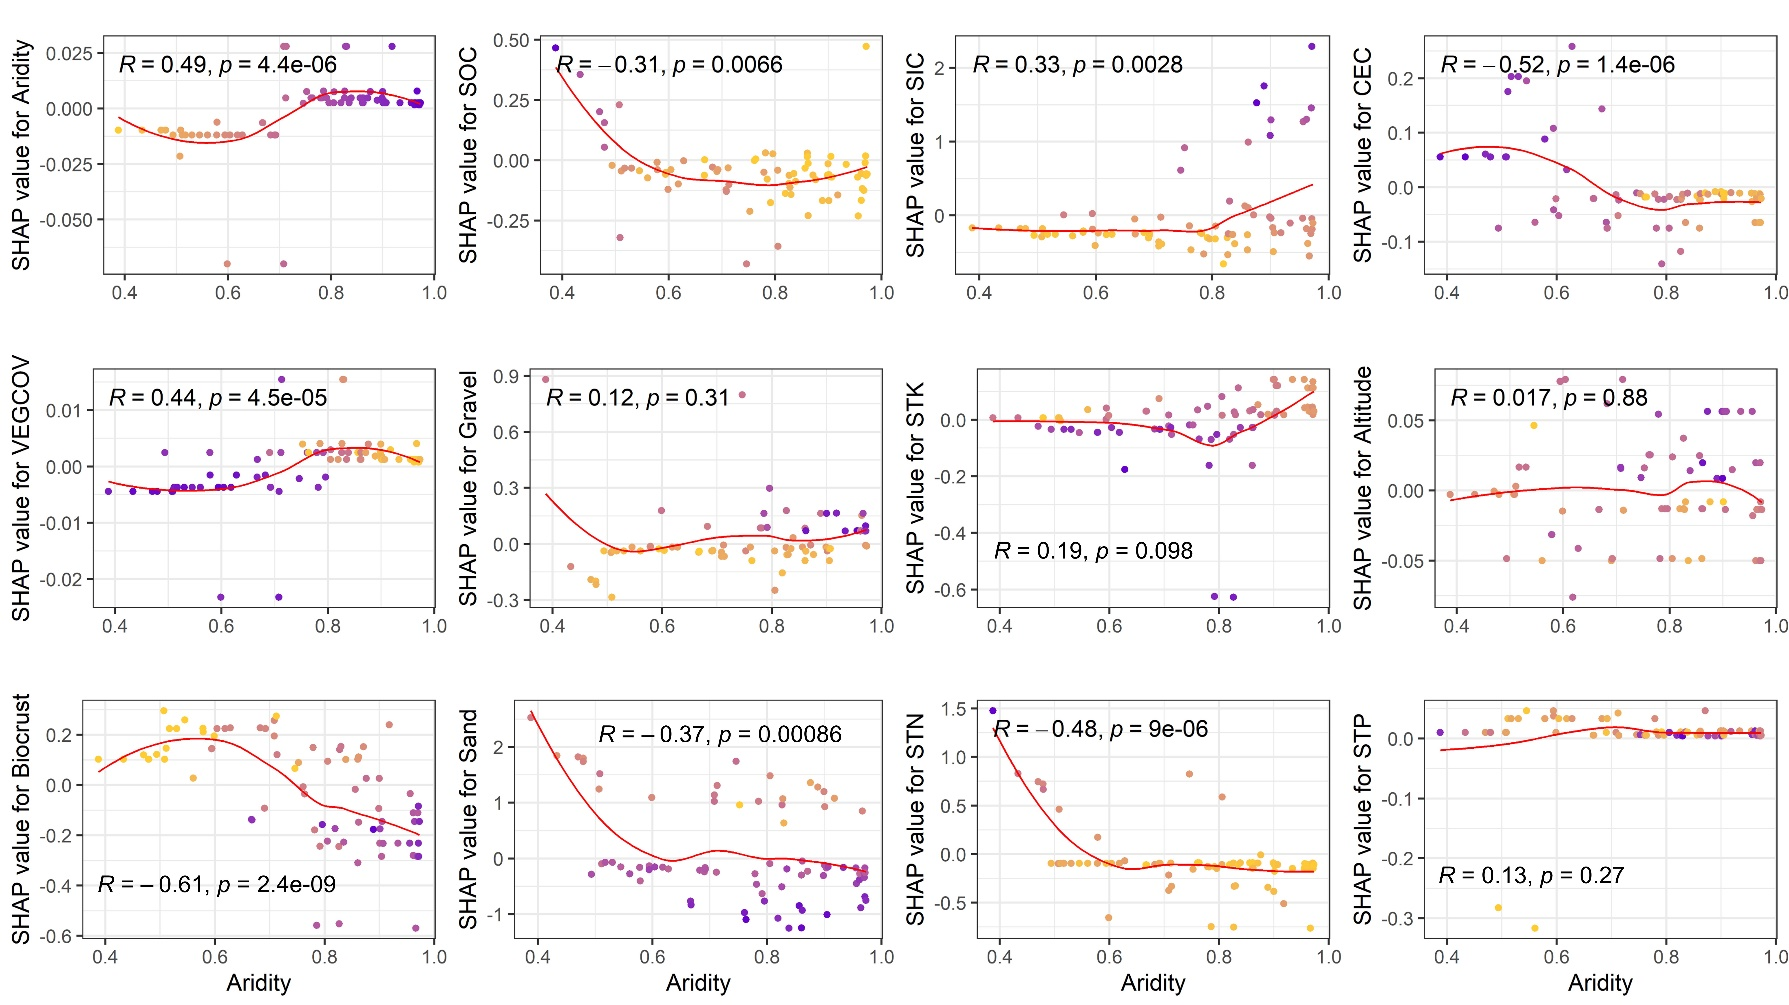 SHAP value for Aridity
0.025
0.000
-0.025
-0.050
R = 0.49, p = 4.4e-06
0.4 0.6 0.8 1.0
SHAP value for SOC
0.50
0.25
0.00
-0.25
R = −0.31, p = 0.0066
0.4 0.6 0.8 1.0
SHAP value for SIC
2
1
0
R = 0.33, p = 0.0028
0.4 0.6 0.8 1.0
SHAP value for CEC
0.2
0.1
0.0
-0.1
R = −0.52, p = 1.4e-06
0.4 0.6 0.8 1.0
SHAP value for VEGCOV
0.01
0.00
-0.01
-0.02
R = 0.44, p = 4.5e-05
0.4 0.6 0.8 1.0
SHHAP value for Gravel
0.9
0.6
0.3
0.0
-0.3
R = 0.12, p = 0.31
0.4 0.6 0.8 1.0
SHAP value for STK
0.0
-0.2
-0.4
-0.6
R = 0.19, p = 0.098
0.4 0.6 0.8 1.0
SHAP value for Altitude
0.05
0.00
-0.05
R = 0.017, p = 0.88
0.4 0.6 0.8 1.0
SHAP value for Biocrust
0.2
0.0
-0.2
-0.4
-0.6
R = −0.61, p = 2.4e-09
0.4 0.6 0.8 1.0
Aridity
SHAP value for Sand
2
1
0
-1
R = −0.37, p = 0.00086
0.4 0.6 0.8 1.0
Aridity
SHAP value for STN
1.5
1.0
0.5
0.0
-0.5
R = −0.48, p = 9e-06
0.4 0.6 0.8 1.0
Aridity
SHAP value for STP
0.0
-0.1
-0.2
-0.3
R = 0.13, p = 0.27
0.4 0.6 0.8 1.0
Aridity